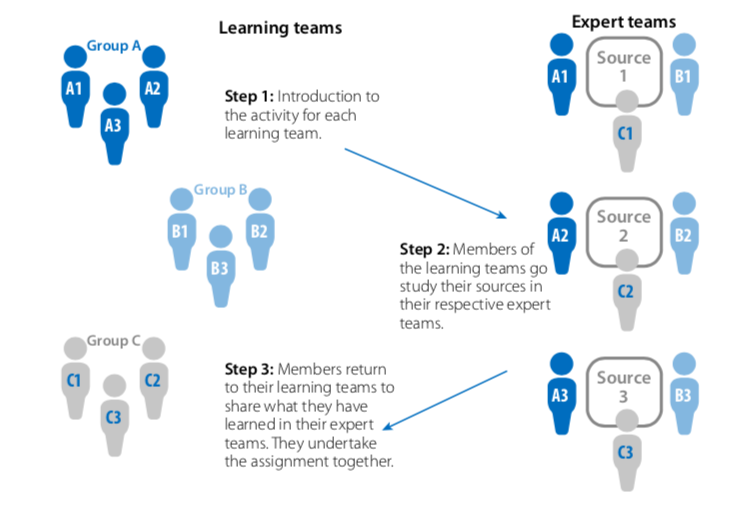 Learning teams
Expert teams
Group A
A1
A2
A3
Step 1: Introduction to
the activity for each
learning team.
Source
1
A1
B1
C1
Group B
B1
B2
B3
Step 2: Members of
the learning teams go
study their sources in
their respective expert
teams.
Source
2
A2
B2
C2
Group C
C1
C2
C3
Step 3: Members return
to their learning teams to
share what they have
learned in their expert
teams. They undertake
the assignment together.
Source
3
A3
B3
C3